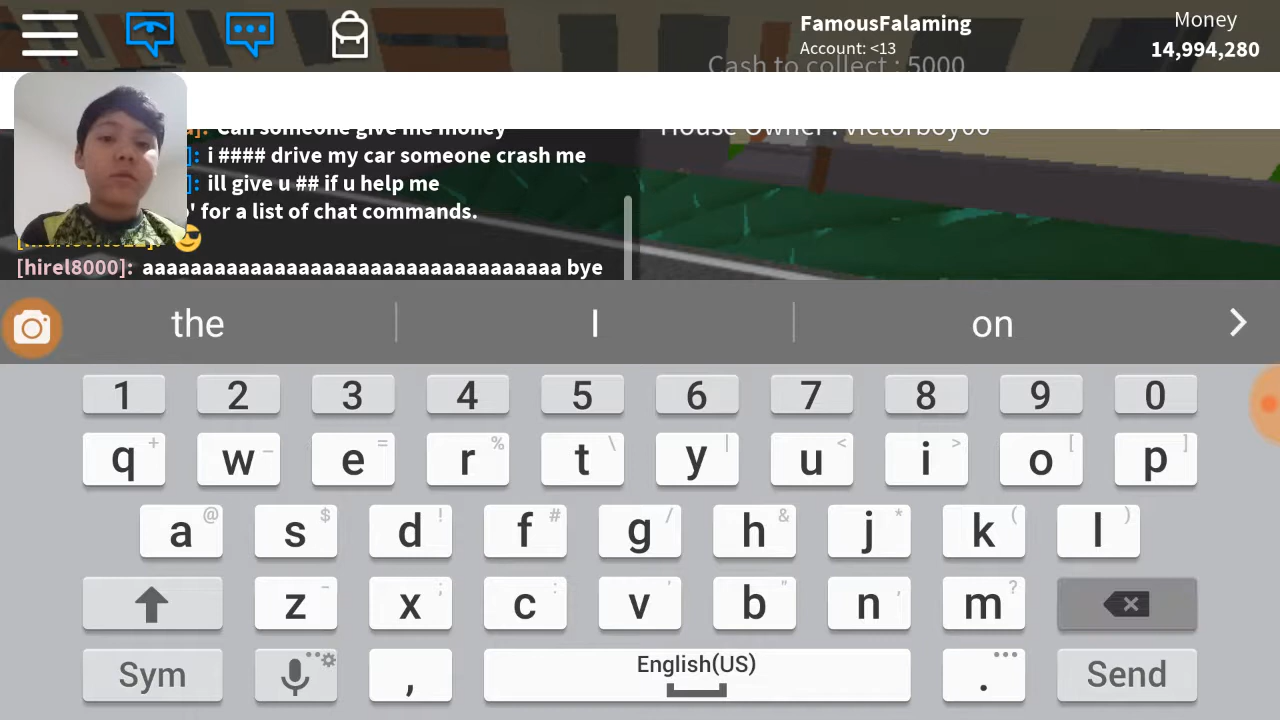 FamousFalaming
Account: <13
Money
14,994,280
Cash to collect : 5000
House Owner : victorboy00
]: Can someone give me money
]: i #### drive my car someone crash me
]: ill give u ## if u help me
' for a list of chat commands.
[hirel8000]: aaaaaaaaaaaaaaaaaaaaaaaaaaaaaaaaaaa bye
the I on
1 2 3 4 5 6 7 8 9 0
q + w - e = r % t \ y | u < i > o [ p ]
a @ s $ d ! f # g / h & j * k ( l )
z - x ; c : v ' b " n , m ?
Sym , English(US) . Send